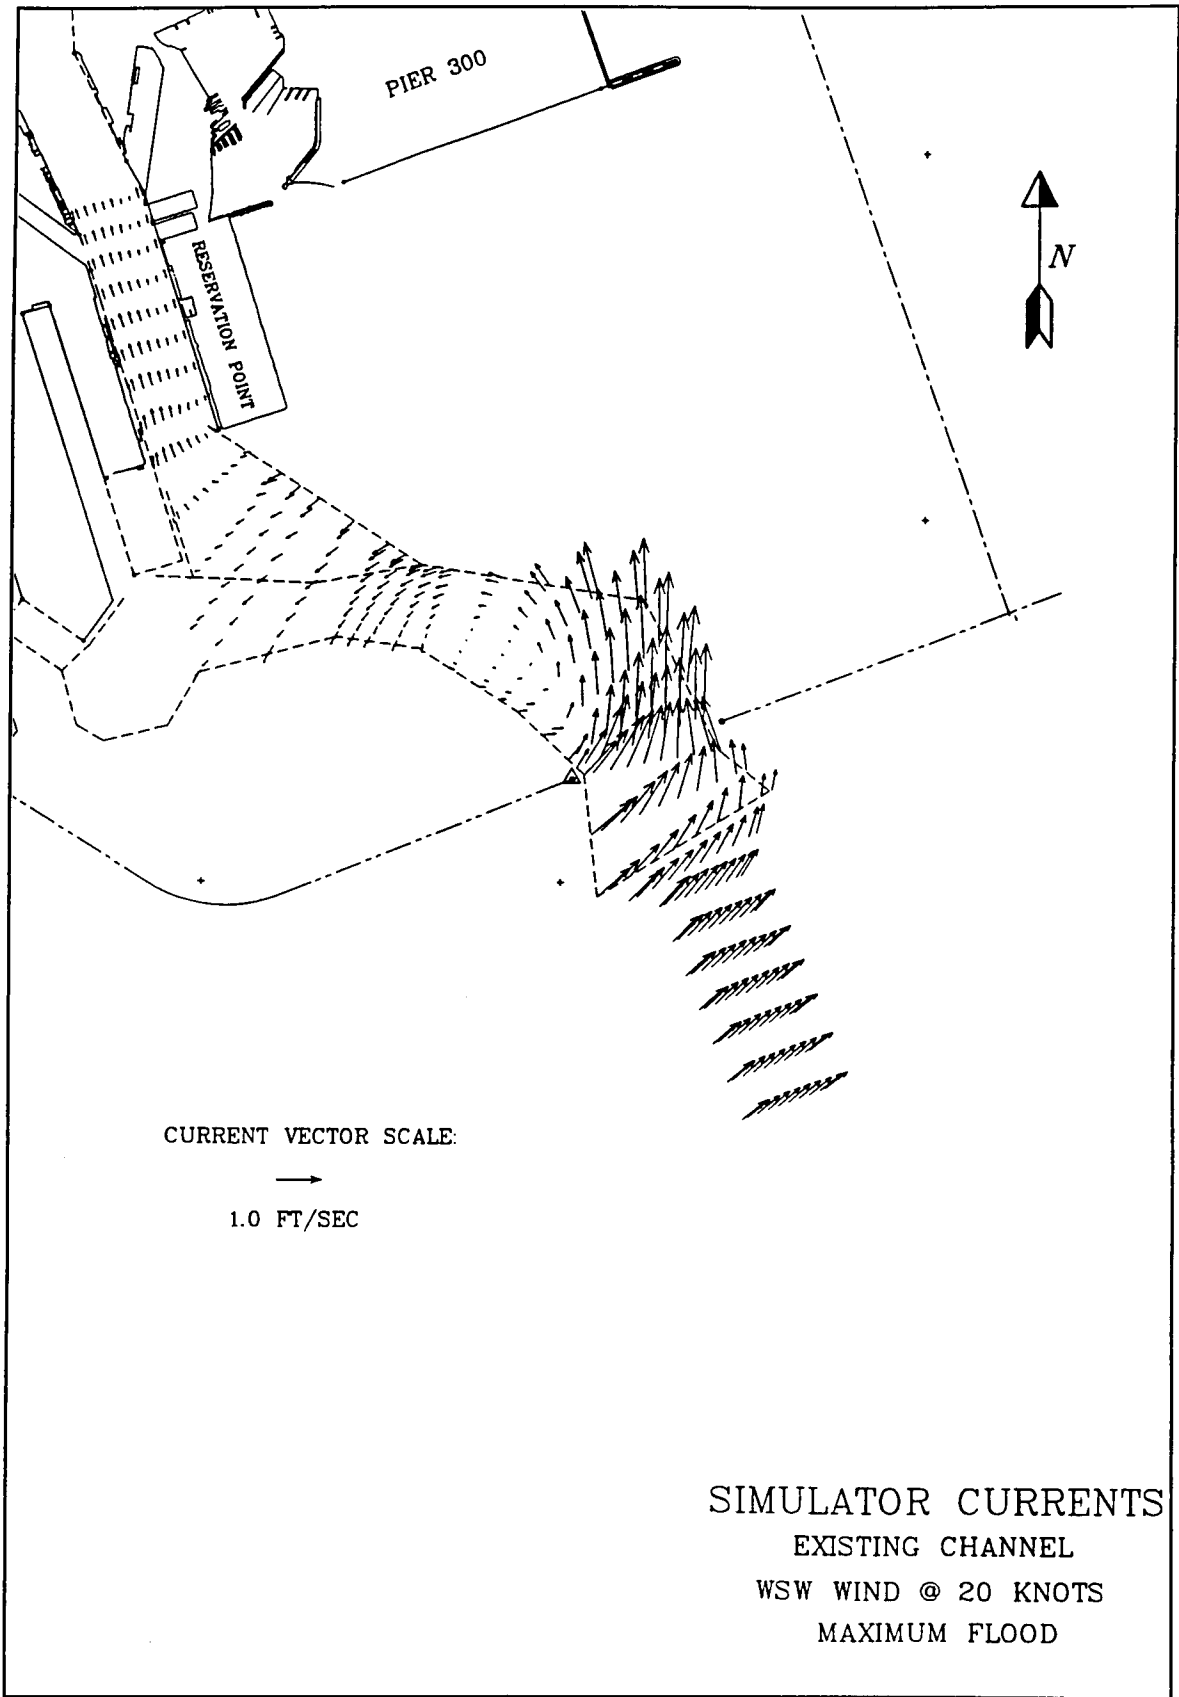 PIER 300
N
RESERVATION POINT
CURRENT VECTOR SCALE:
1.0 FT/SEC
SIMULATOR CURRENTS
EXISTING CHANNEL
WSW WIND @ 20 KNOTS
MAXIMUM FLOOD